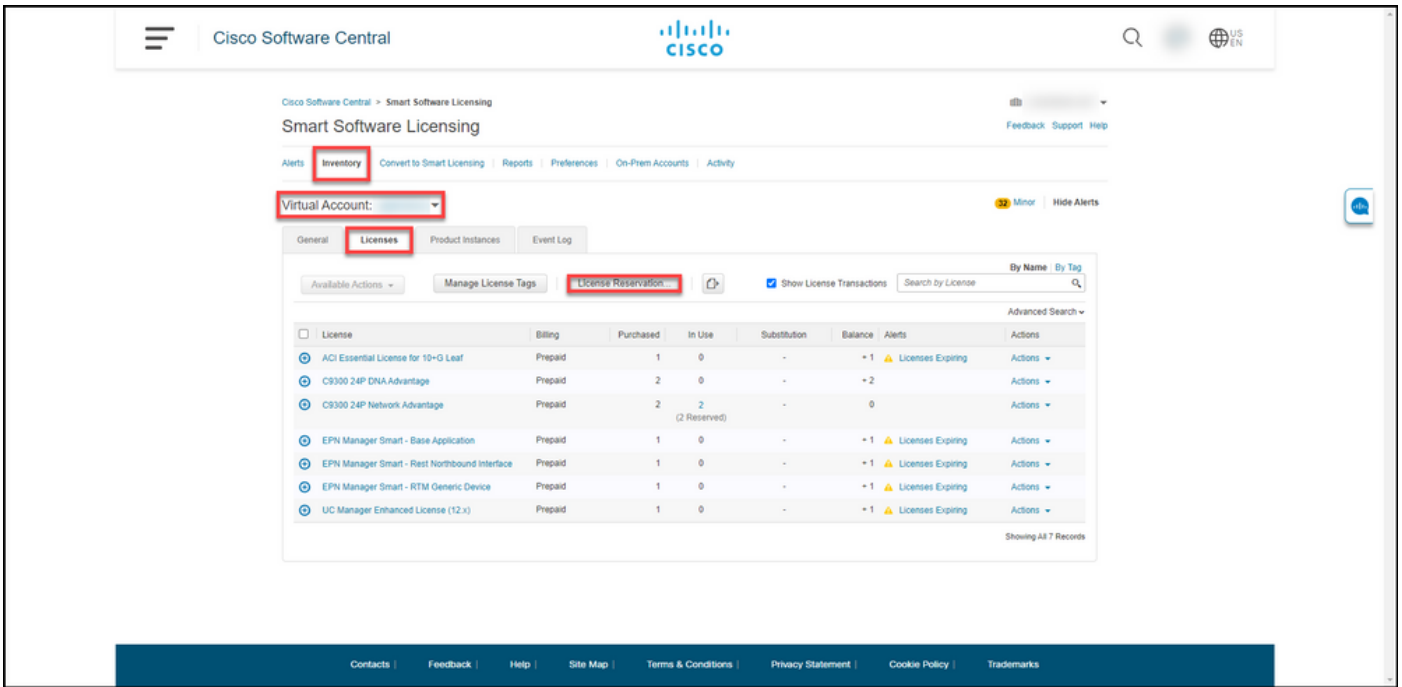 Cisco Software Central
CISCO
US
EN
Cisco Software Central > Smart Software Licensing
Smart Software Licensing
Feedback Support Help
Alerts Inventory Convert to Smart Licensing | Reports | Preferences | On-Prem Accounts | Activity
Virtual Account:
32 Minor | Hide Alerts
General Licenses Product Instances Event Log
By Name | By Tag
Available Actions Manage License Tags License Reservation... Show License Transactions Search by License
Advanced Search
License Billing Purchased In Use Substitution Balance Alerts Actions
ACI Essential License for 10+G Leaf Prepaid 1 0 - + 1 Licenses Expiring Actions
C9300 24P DNA Advantage Prepaid 2 0 - + 2 Actions
C9300 24P Network Advantage Prepaid 2 2 - 0 Actions
(2 Reserved)
EPN Manager Smart - Base Application Prepaid 1 0 - + 1 Licenses Expiring Actions
EPN Manager Smart - Rest Northbound Interface Prepaid 1 0 - + 1 Licenses Expiring Actions
EPN Manager Smart - RTM Generic Device Prepaid 1 0 - + 1 Licenses Expiring Actions
UC Manager Enhanced License (12.x) Prepaid 1 0 - + 1 Licenses Expiring Actions
Showing All 7 Records
Contacts | Feedback | Help | Site Map | Terms & Conditions | Privacy Statement | Cookie Policy | Trademarks